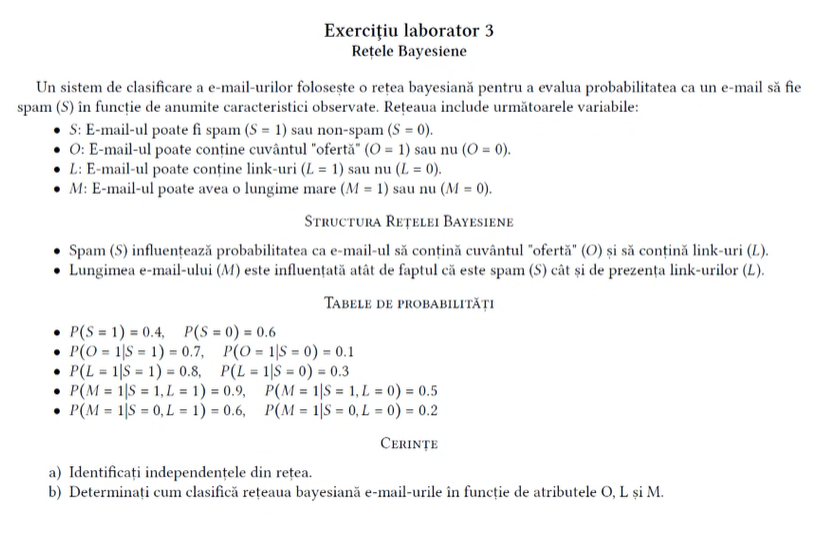 Exercițiu laborator 3
Rețele Bayesiene
Un sistem de clasificare a e-mail-urilor folosește o rețea bayesiană pentru a evalua probabilitatea ca un e-mail să fie
spam (S) în funcție de anumite caracteristici observate. Rețeaua include următoarele variabile:
• S: E-mail-ul poate fi spam (S = 1) sau non-spam (S = 0).
• O: E-mail-ul poate conține cuvântul "ofertă" (O = 1) sau nu (O = 0).
• L: E-mail-ul poate conține link-uri (L = 1) sau nu (L = 0).
• M: E-mail-ul poate avea o lungime mare (M = 1) sau nu (M = 0).
Structura Rețelei Bayesiene
• Spam (S) influențează probabilitatea ca e-mail-ul să conțină cuvântul "ofertă" (O) și să conțină link-uri (L).
• Lungimea e-mail-ului (M) este influențată atât de faptul că este spam (S) cât și de prezența link-urilor (L).
Tabele de probabilități
• P(S = 1) = 0.4, P(S = 0) = 0.6
• P(O = 1|S = 1) = 0.7, P(O = 1|S = 0) = 0.1
• P(L = 1|S = 1) = 0.8, P(L = 1|S = 0) = 0.3
• P(M = 1|S = 1, L = 1) = 0.9, P(M = 1|S = 1, L = 0) = 0.5
• P(M = 1|S = 0, L = 1) = 0.6, P(M = 1|S = 0, L = 0) = 0.2
Cerințe
a) Identificați independențele din rețea.
b) Determinați cum clasifică rețeaua bayesiană e-mail-urile în funcție de atributele O, L și M.